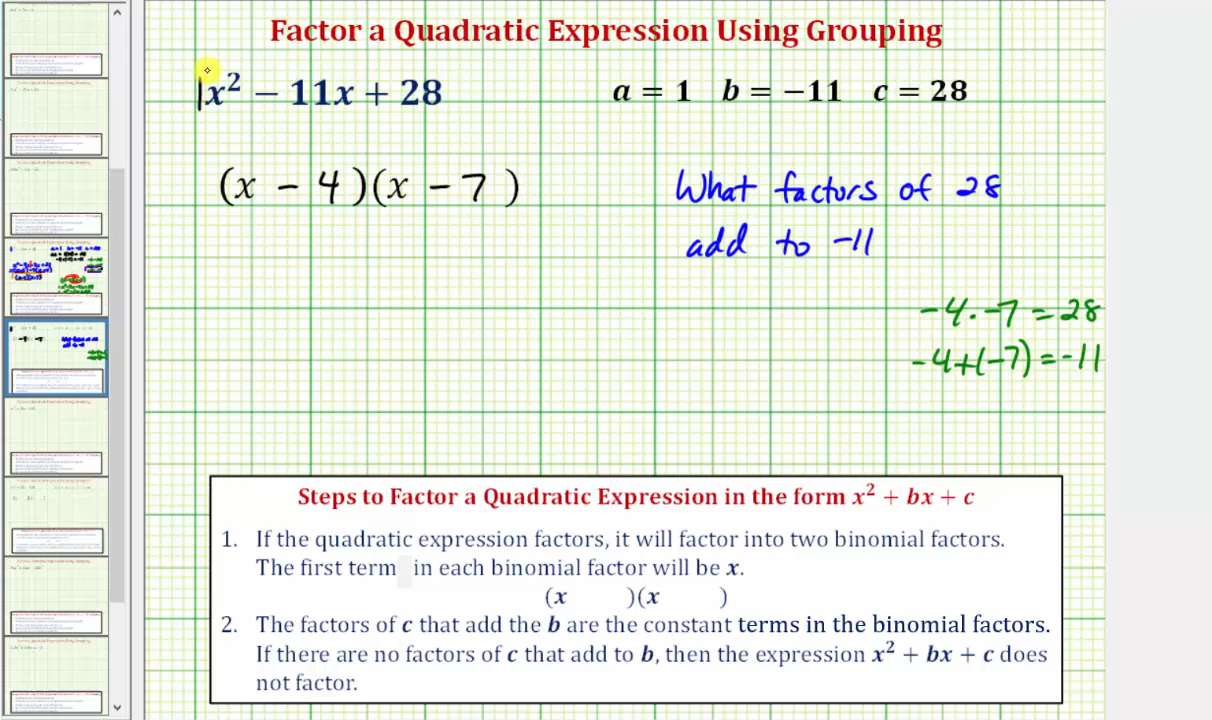 Factor a Quadratic Expression Using Grouping
1x² − 11x + 28 a = 1 b = −11 c = 28
(x − 4)(x − 7) What factors of 28
add to -11
-4 · -7 = 28
-4+(-7) = -11
Steps to Factor a Quadratic Expression in the form x² + bx + c
1. If the quadratic expression factors, it will factor into two binomial factors.
The first term in each binomial factor will be x.
(x )(x )
2. The factors of c that add the b are the constant terms in the binomial factors.
If there are no factors of c that add to b, then the expression x² + bx + c does
not factor.